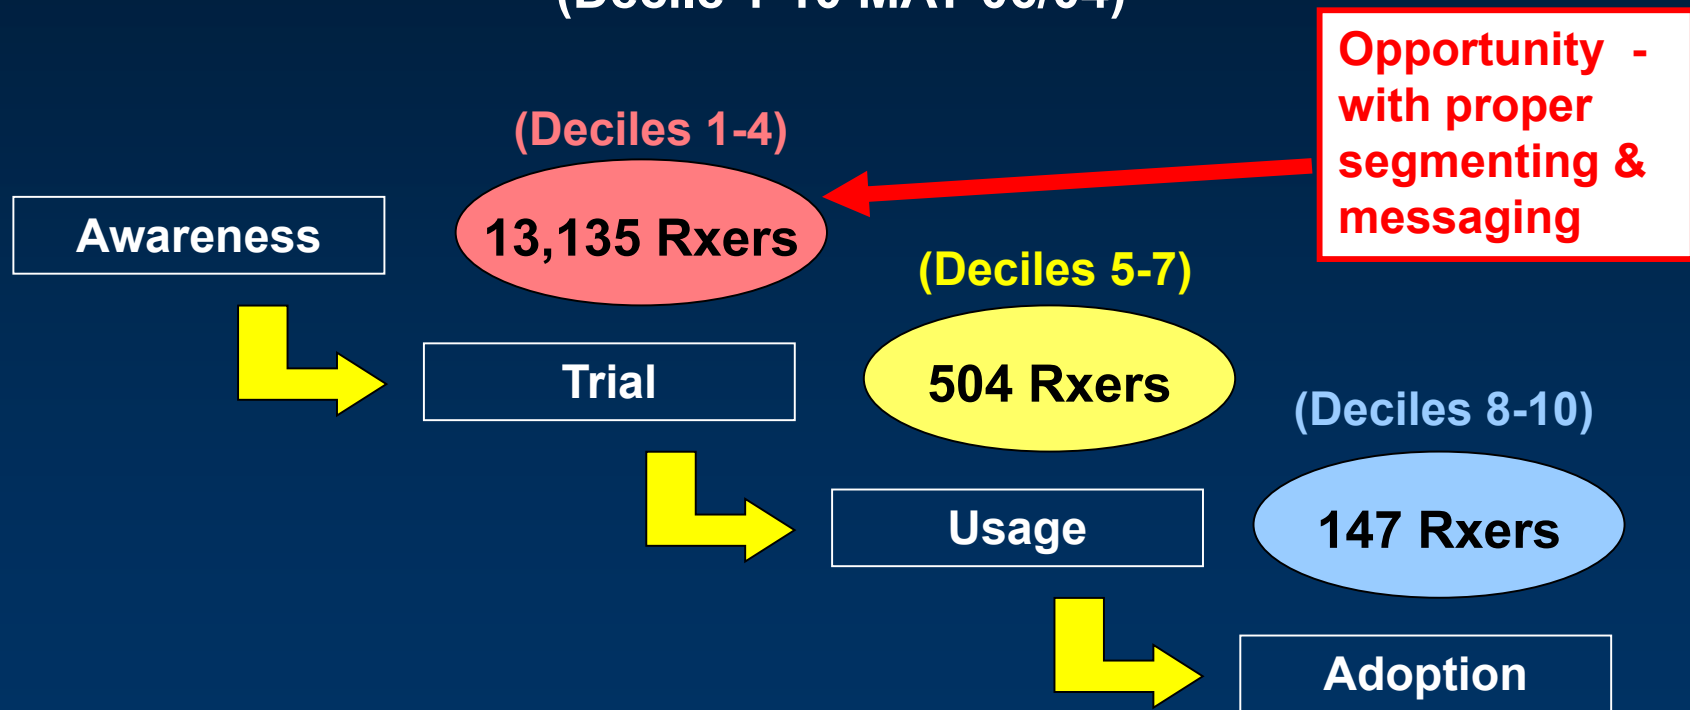 Opportunity -
with proper
segmenting &
messaging
(Deciles 1-4)
Awareness
13,135 Rxers
(Deciles 5-7)
Trial
504 Rxers
(Deciles 8-10)
Usage
147 Rxers
Adoption